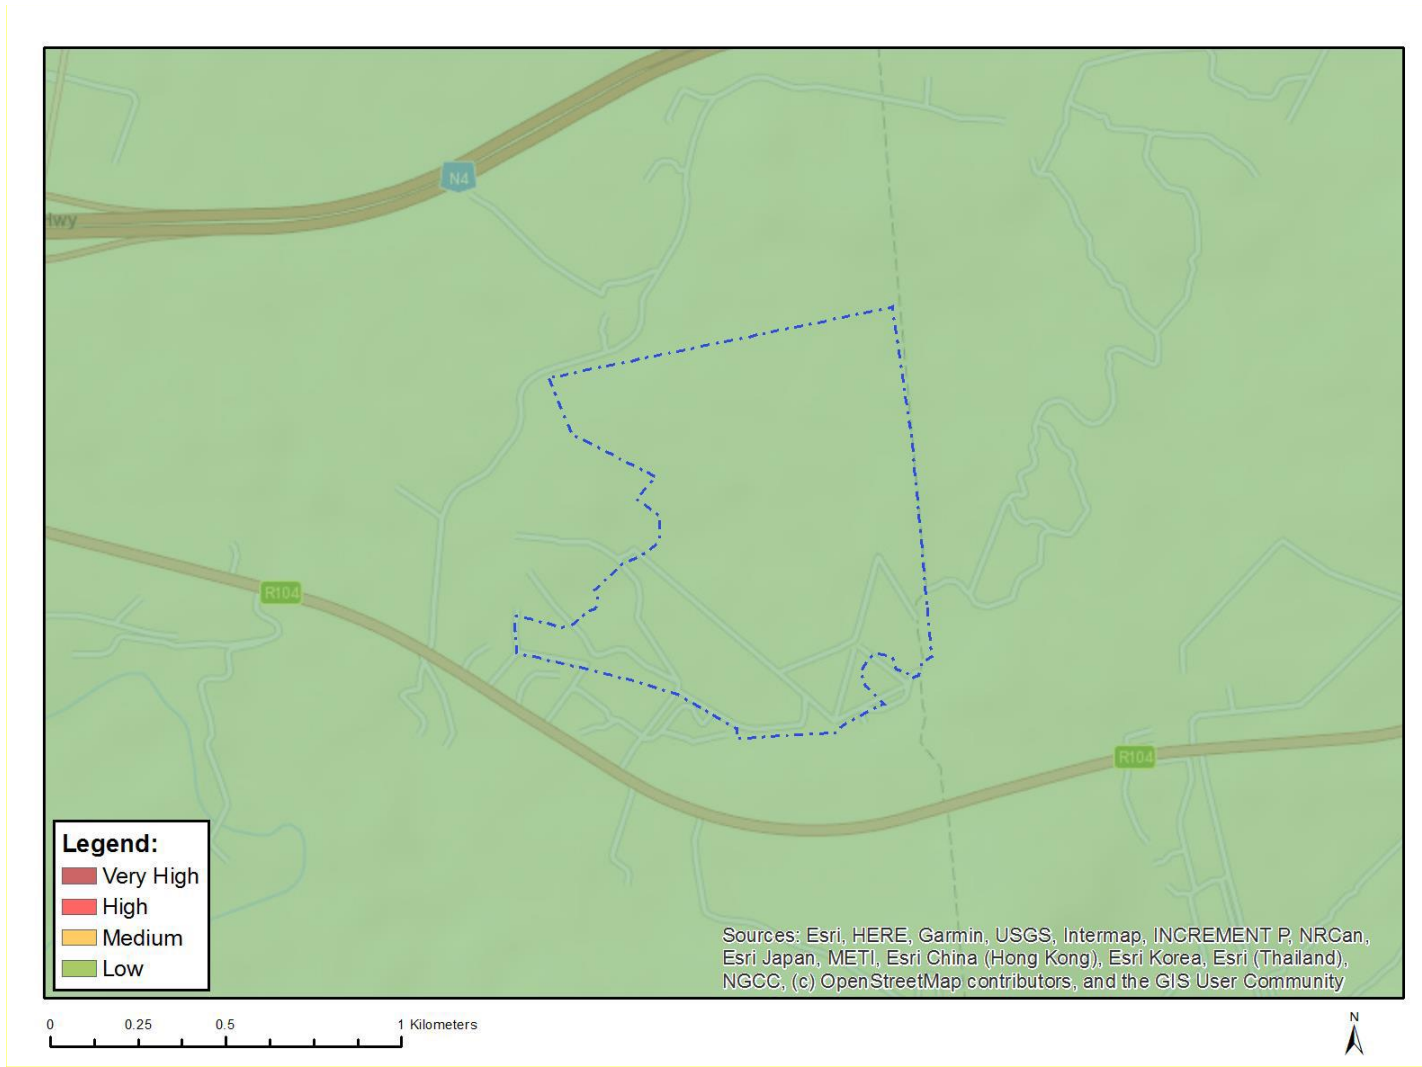 N4
Hwy
R104
R104
Legend:
Very High
High
Medium
Low
Sources: Esri, HERE, Garmin, USGS, Intermap, INCREMENT P, NRCan,
Esri Japan, METI, Esri China (Hong Kong), Esri Korea, Esri (Thailand),
NGCC, (c) OpenStreetMap contributors, and the GIS User Community
0 0.25 0.5 1 Kilometers
N